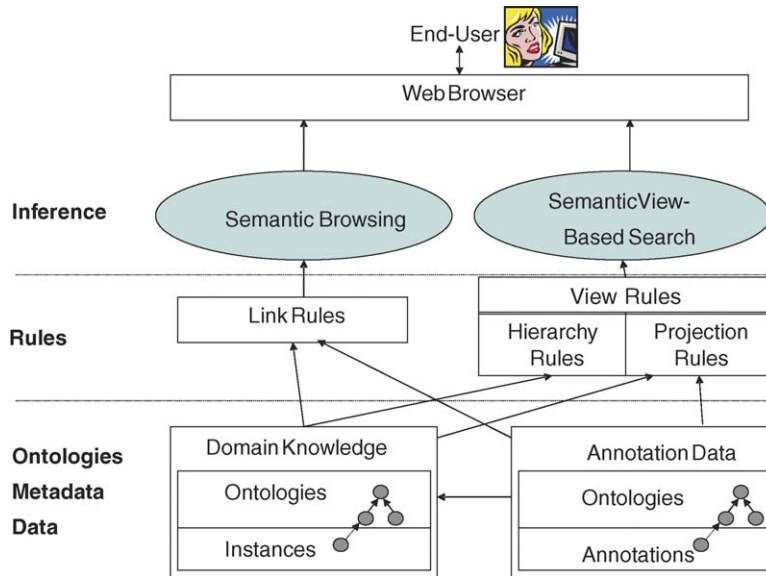 End-User
Web Browser
Inference
Semantic Browsing
SemanticView-
Based Search
Rules
Link Rules
View Rules
Hierarchy
Rules
Projection
Rules
Ontologies
Metadata
Data
Domain Knowledge
Ontologies
Instances
Annotation Data
Ontologies
Annotations